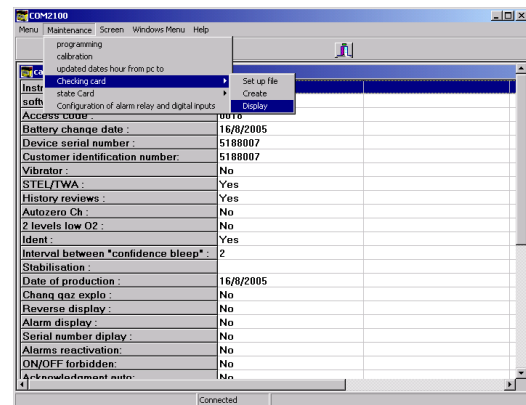 COM2100
Menu Maintenance Screen Windows Menu Help
programming
calibration
updated dates hour from pc to
Checking card
state Card
Configuration of alarm relay and digital inputs
Set up file
Create
Display
Ca
Instr
softv
Access code : 0018
Battery change date : 16/8/2005
Device serial number : 5188007
Customer identification number: 5188007
Vibrator : No
STEL/TWA : Yes
History reviews : Yes
Autozero Ch : No
2 levels low O2 : No
Ident : Yes
Interval between "confidence bleep" : 2
Stabilisation :
Date of production : 16/8/2005
Chang gaz explo : No
Reverse display : No
Alarm display : No
Serial number diplay : No
Alarms reactivation: No
ON/OFF forbidden: No
Acknowledgment auto: No
Connected